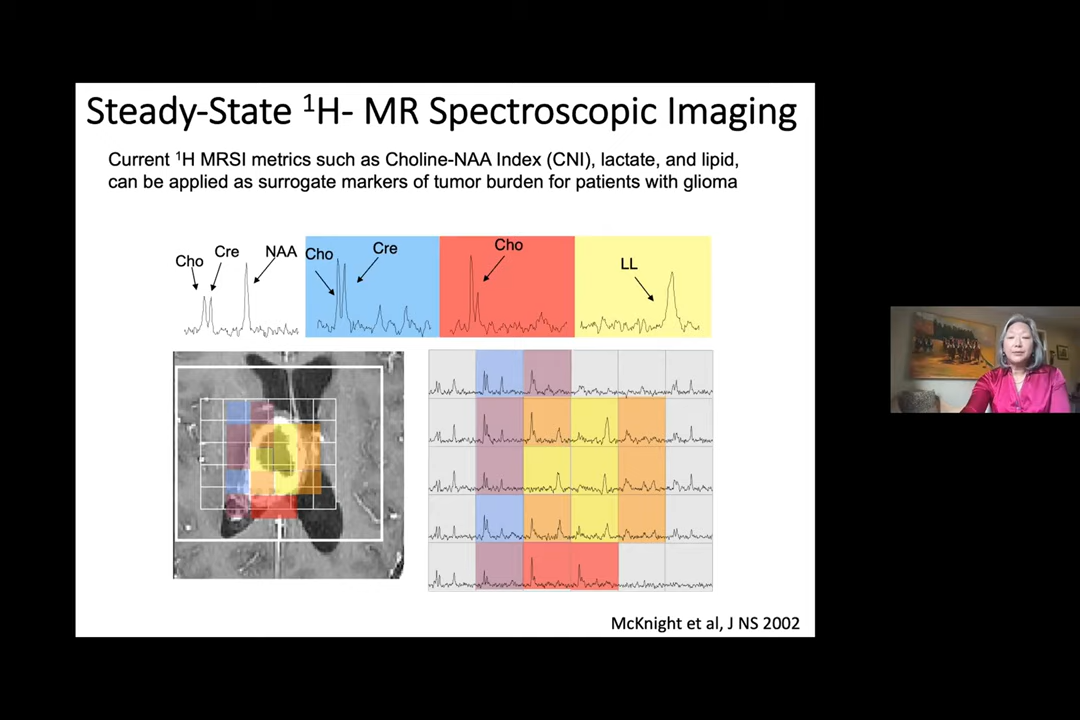 Steady-State ¹H- MR Spectroscopic Imaging
Current ¹H MRSI metrics such as Choline-NAA Index (CNI), lactate, and lipid,
can be applied as surrogate markers of tumor burden for patients with glioma
Cho
Cre
NAA
Cho
Cre
Cho
LL
McKnight et al, J NS 2002